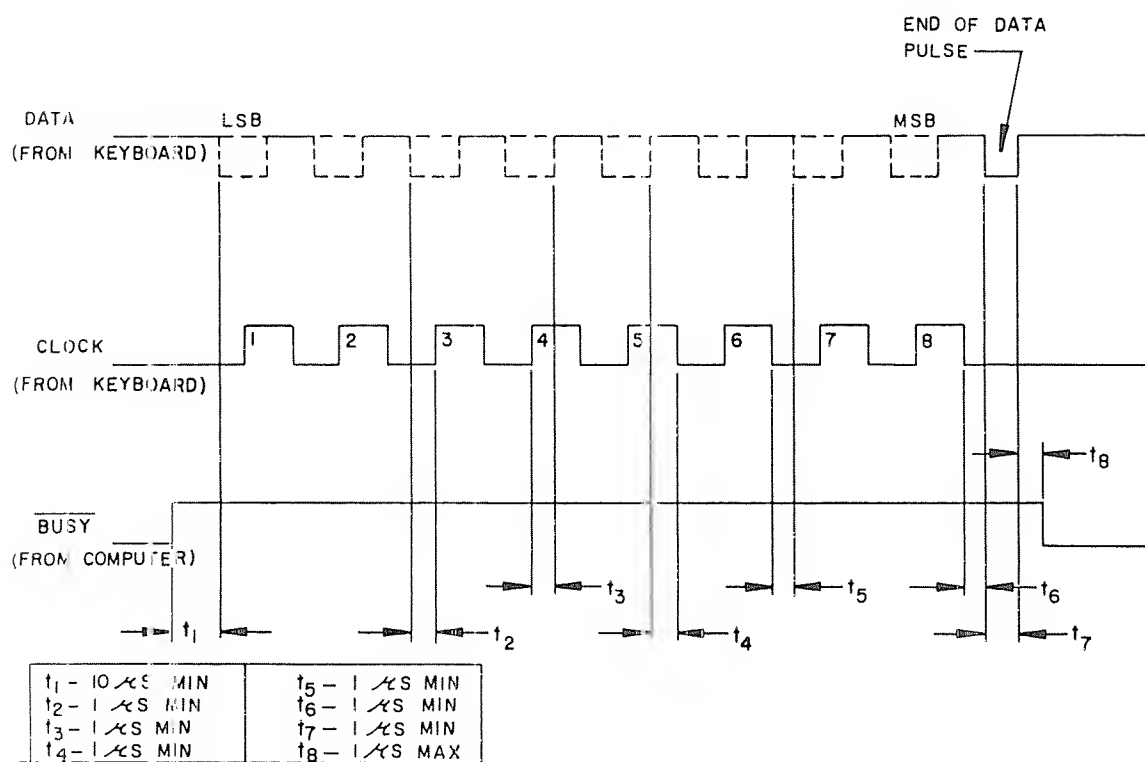 END OF DATA
PULSE
DATA
(FROM KEYBOARD)
LSB
MSB
CLOCK
(FROM KEYBOARD)
1 2 3 4 5 6 7 8
t8
BUSY
(FROM COMPUTER)
t3 t5 t6
t1 t2 t4 t7
t1 – 10 μS MIN
t2 – 1 μS MIN
t3 – 1 μS MIN
t4 – 1 μS MIN
t5 – 1 μS MIN
t6 – 1 μS MIN
t7 – 1 μS MIN
t8 – 1 μS MAX